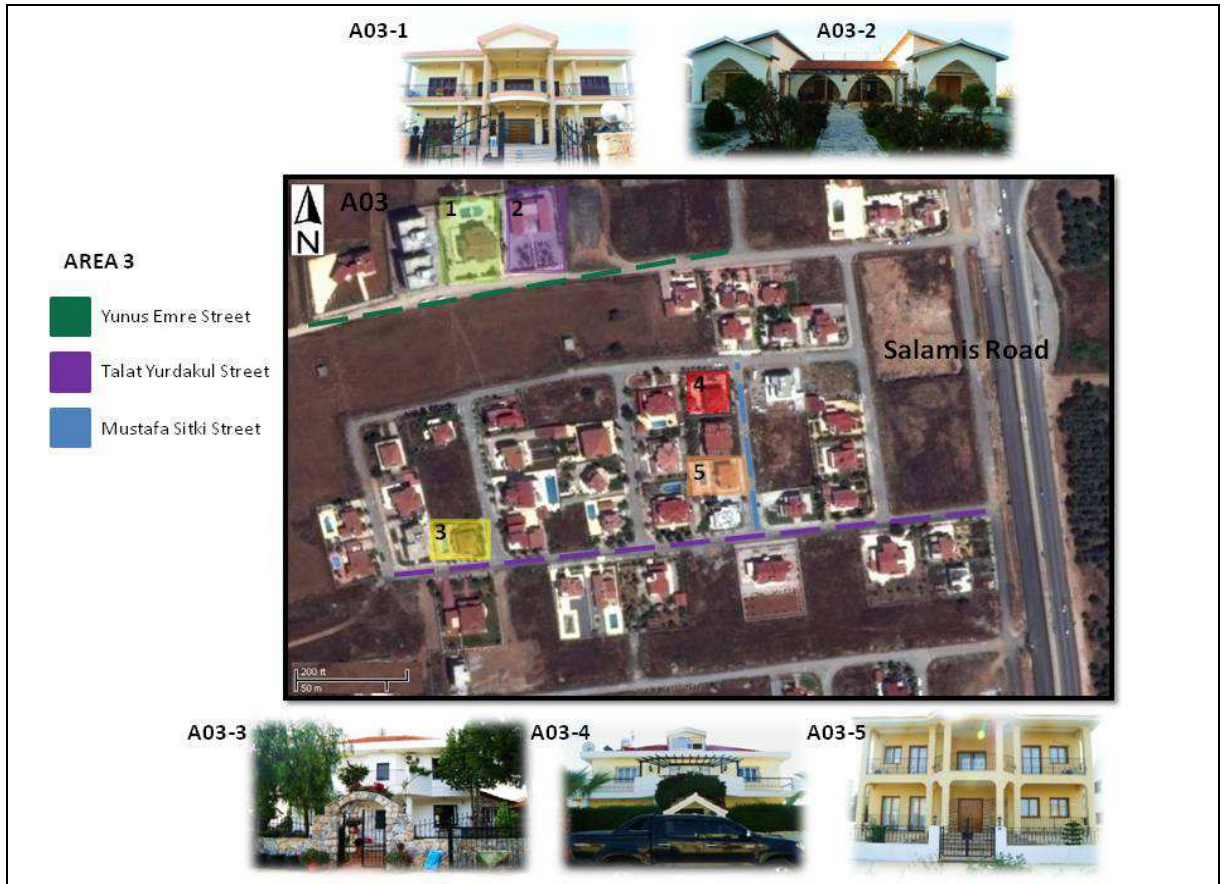 A03-1
A03-2
A03
N
1
2
AREA 3
Yunus Emre Street
Talat Yurdakul Street
Mustafa Sitki Street
Salamis Road
4
5
3
200 ft
50 m
A03-3
A03-4
A03-5